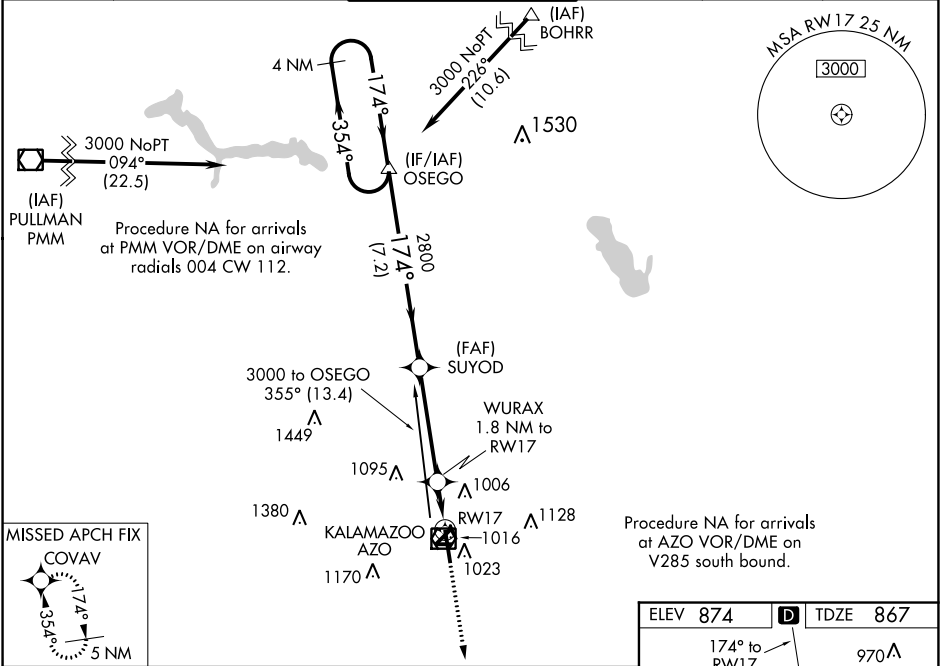 (IAF)
BOHRR
MSA RW17 25 NM
3000
4 NM
174°
354°
3000 NoPT
226°
(10.6)
1530
3000 NoPT
094°
(22.5)
(IAF)
PULLMAN
PMM
(IF/IAF)
OSEGO
Procedure NA for arrivals
at PMM VOR/DME on airway
radials 004 CW 112.
2800
174°
(7.2)
(FAF)
SUYOD
3000 to OSEGO
355° (13.4)
1449
WURAX
1.8 NM to
RW17
1095
1006
1380
RW17
1128
KALAMAZOO
AZO
1016
1023
1170
Procedure NA for arrivals
at AZO VOR/DME on
V285 south bound.
MISSED APCH FIX
COVAV
174°
354°
5 NM
ELEV 874 D TDZE 867
174° to
RW17
970